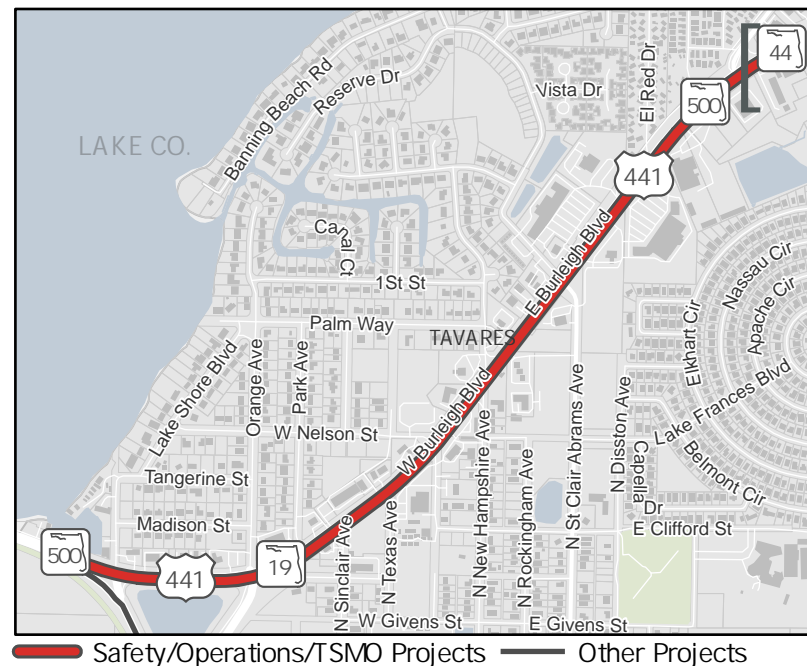 44
Banning Beach Rd
Reserve Dr
Vista Dr
El Red Dr
500
LAKE CO.
441
Canal Ct
Nassau Cir
1St St
E Burleigh Blvd
Elkhart Cir
Apache Cir
Palm Way
TAVARES
Lake Shore Blvd
Orange Ave
Park Ave
W Burleigh Blvd
N St Clair Abrams Ave
N Disston Ave
Lake Frances Blvd
W Nelson St
N New Hampshire Ave
N Rockingham Ave
Capella Dr
Belmont Cir
Tangerine St
Madison St
N Sinclair Ave
N Texas Ave
E Clifford St
500
441
19
W Givens St
E Givens St
Safety/Operations/TSMO Projects
Other Projects